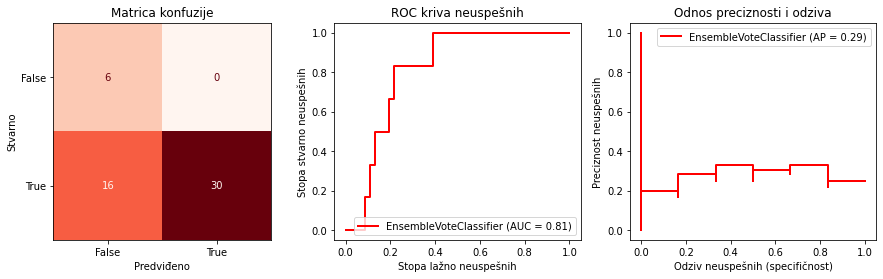 Matrica konfuzije
False
True
6
0
16
30
False
True
Stvarno
Predviđeno
ROC kriva neuspešnih
1.0
0.8
0.6
0.4
0.2
0.0
0.0
0.2
0.4
0.6
0.8
1.0
Stopa stvarno neuspešnih
Stopa lažno neuspešnih
EnsembleVoteClassifier (AUC = 0.81)
Odnos preciznosti i odziva
EnsembleVoteClassifier (AP = 0.29)
1.0
0.8
0.6
0.4
0.2
0.0
0.0
0.2
0.4
0.6
0.8
1.0
Preciznost neuspešnih
Odziv neuspešnih (specifičnost)